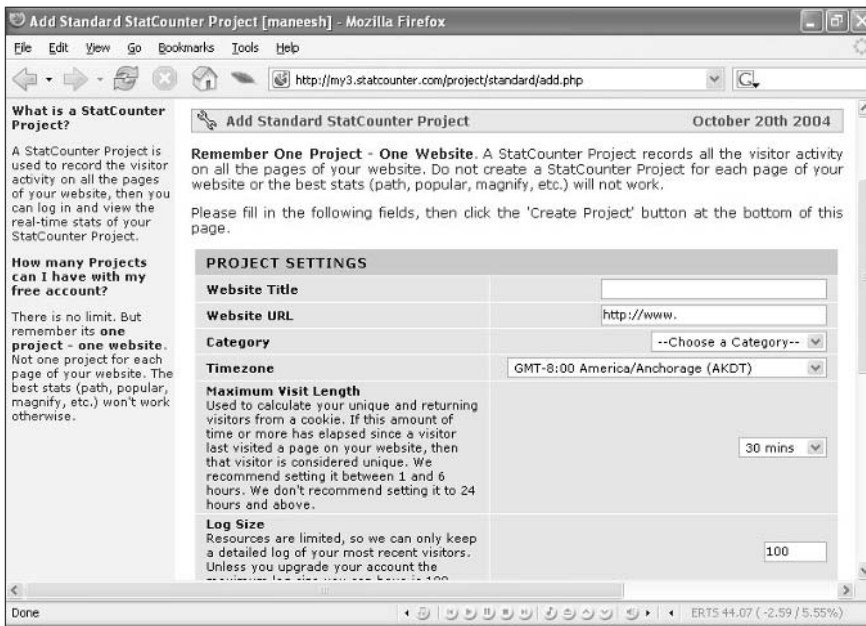 Add Standard StatCounter Project [maneesh] - Mozilla Firefox
File Edit View Go Bookmarks Tools Help
http://my3.statcounter.com/project/standard/add.php
G
What is a StatCounter
Project?
A StatCounter Project is
used to record the visitor
activity on all the pages
of your website, then you
can log in and view the
real-time stats of your
StatCounter Project.
How many Projects
can I have with my
free account?
There is no limit. But
remember its one
project - one website.
Not one project for each
page of your website. The
best stats (path, popular,
magnify, etc.) won't work
otherwise.
Add Standard StatCounter Project October 20th 2004
Remember One Project - One Website. A StatCounter Project records all the visitor activity
on all the pages of your website. Do not create a StatCounter Project for each page of your
website or the best stats (path, popular, magnify, etc.) will not work.
Please fill in the following fields, then click the 'Create Project' button at the bottom of this
page.
PROJECT SETTINGS
Website Title
Website URL http://www.
Category --Choose a Category--
Timezone GMT-8:00 America/Anchorage (AKDT)
Maximum Visit Length
Used to calculate your unique and returning
visitors from a cookie. If this amount of
time or more has elapsed since a visitor
last visited a page on your website, then
that visitor is considered unique. We
recommend setting it between 1 and 6
hours. We don't recommend setting it to 24
hours and above.
30 mins
Log Size
Resources are limited, so we can only keep
a detailed log of your most recent visitors.
Unless you upgrade your account the
100
Done ERTS 44.07 ( -2.59 / 5.55%)